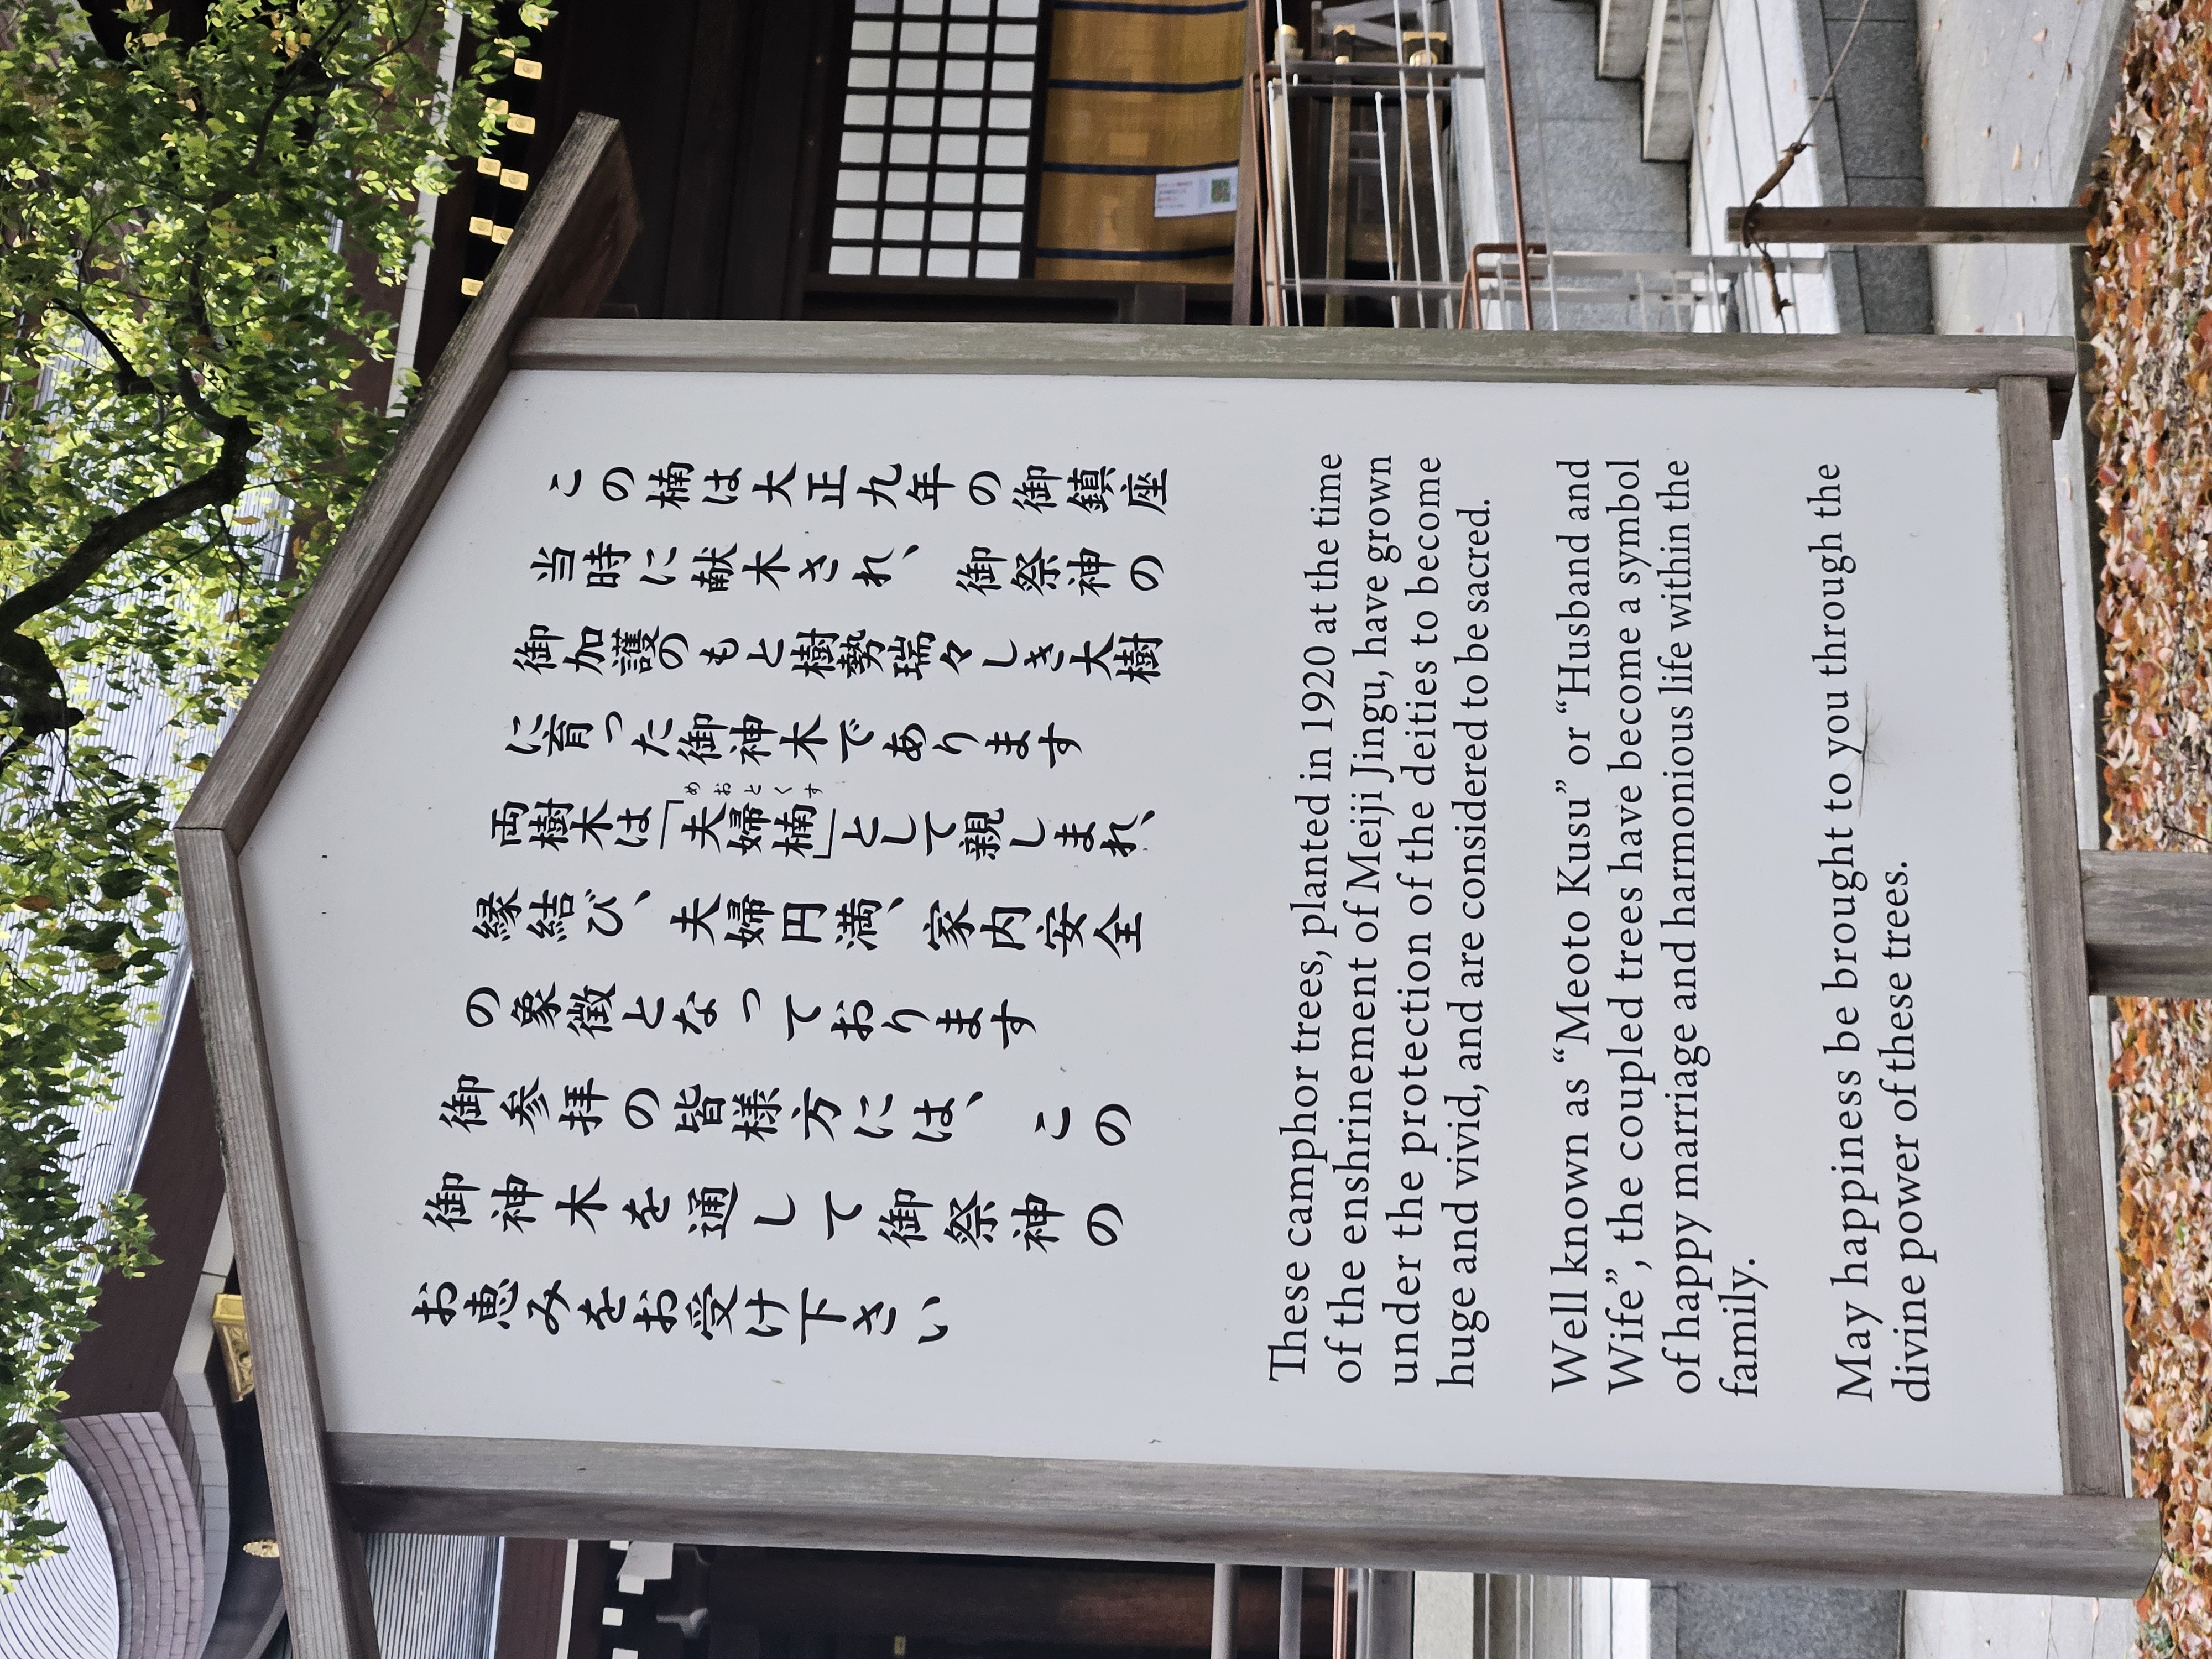 この楠は大正九年の御鎮座
当時に献木され、御祭神の
御加護のもと樹勢瑞々しき大樹
に育った御神木であります
両樹木は「夫婦楠」として親しまれ、
めおとくす
縁結び、夫婦円満、家内安全
の象徴となっております
御参拝の皆様方には、この
御神木を通して御祭神の
お恵みをお受け下さい
These camphor trees, planted in 1920 at the time
of the enshrinement of Meiji Jingu, have grown
under the protection of the deities to become
huge and vivid, and are considered to be sacred.
Well known as “Meoto Kusu” or “Husband and
Wife”, the coupled trees have become a symbol
of happy marriage and harmonious life within the
family.
May happiness be brought to you through the
divine power of these trees.